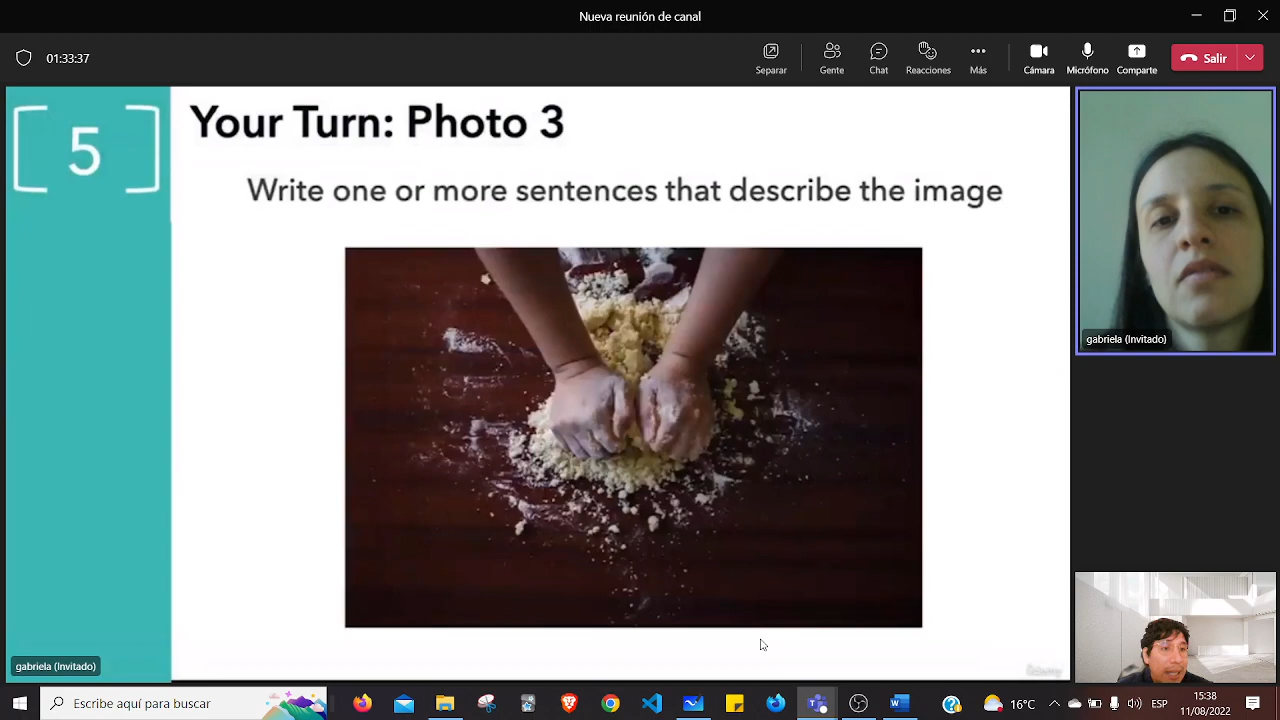 Nueva reunión de canal
01:33:37
Separar
Gente
Chat
Reacciones
Más
Cámara
Micrófono
Comparte
Salir
5
Your Turn: Photo 3
Write one or more sentences that describe the image
gabriela (Invitado)
gabriela (Invitado)
Udemy
Escribe aquí para buscar
16°C
ESP
15:38
11/08/2022